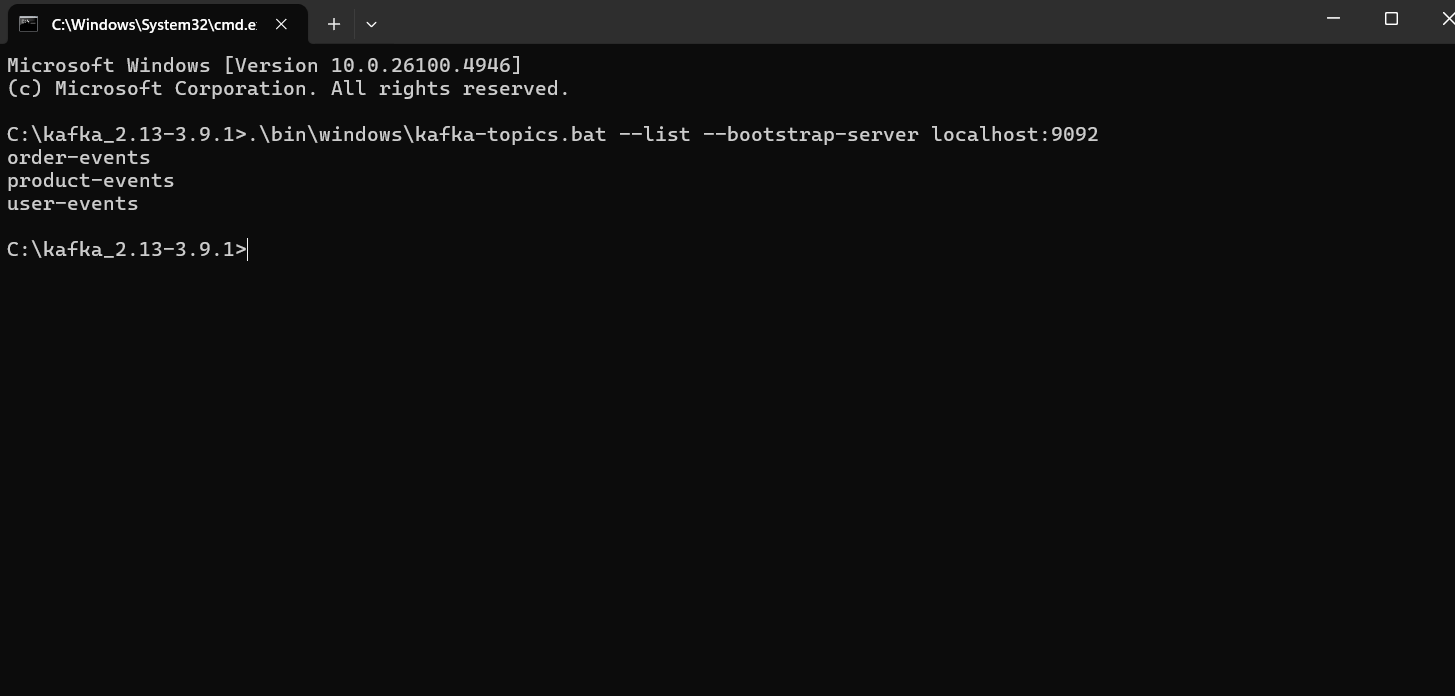 C:\Windows\System32\cmd.e
Microsoft Windows [Version 10.0.26100.4946]
(c) Microsoft Corporation. All rights reserved.
C:\kafka_2.13-3.9.1>.\bin\windows\kafka-topics.bat --list --bootstrap-server localhost:9092
order-events
product-events
user-events
C:\kafka_2.13-3.9.1>